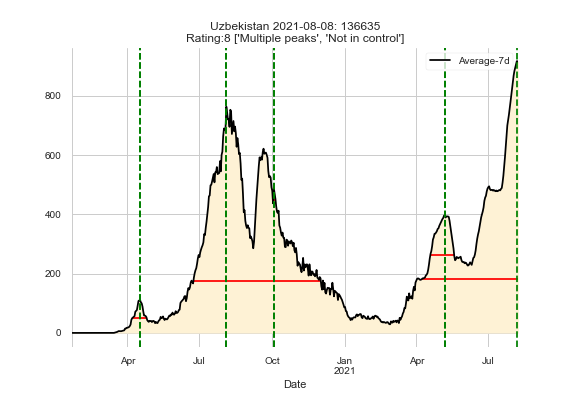 Uzbekistan 2021-08-08: 136635
Rating:8 ['Multiple peaks', 'Not in control']
Average-7d
800
600
400
200
0
Apr Jul Oct Jan Apr Jul
2021
Date